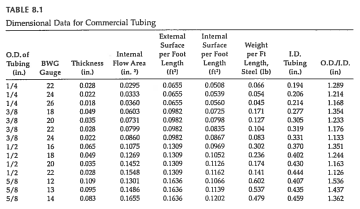 TABLE 8.1
Dimensional Data for Commercial Tubing
O.D. of Tubing (in.) BWG Gauge Thickness (in.) Internal Flow Area (in. ²) External Surface per Foot Length (ft²) Internal Surface per Foot Length (ft²) Weight per Ft Length, Steel (lb) I.D. Tubing (in.) O.D./I.D. (in)
1/4 22 0.028 0.0295 0.0655 0.0508 0.066 0.194 1.289
1/4 24 0.022 0.0333 0.0655 0.0539 0.054 0.206 1.214
1/4 26 0.018 0.0360 0.0655 0.0560 0.045 0.214 1.168
3/8 18 0.049 0.0603 0.0982 0.0725 0.171 0.277 1.354
3/8 20 0.035 0.0731 0.0982 0.0798 0.127 0.305 1.233
3/8 22 0.028 0.0799 0.0982 0.0835 0.104 0.319 1.176
3/8 24 0.022 0.0860 0.0982 0.0867 0.083 0.331 1.133
1/2 16 0.065 0.1075 0.1309 0.0969 0.302 0.370 1.351
1/2 18 0.049 0.1269 0.1309 0.1052 0.236 0.402 1.244
1/2 20 0.035 0.1452 0.1309 0.1126 0.174 0.430 1.163
1/2 22 0.028 0.1548 0.1309 0.1162 0.141 0.444 1.126
5/8 12 0.109 0.1301 0.1636 0.1066 0.602 0.407 1.536
5/8 13 0.095 0.1486 0.1636 0.1139 0.537 0.435 1.437
5/8 14 0.083 0.1655 0.1636 0.1202 0.479 0.459 1.362